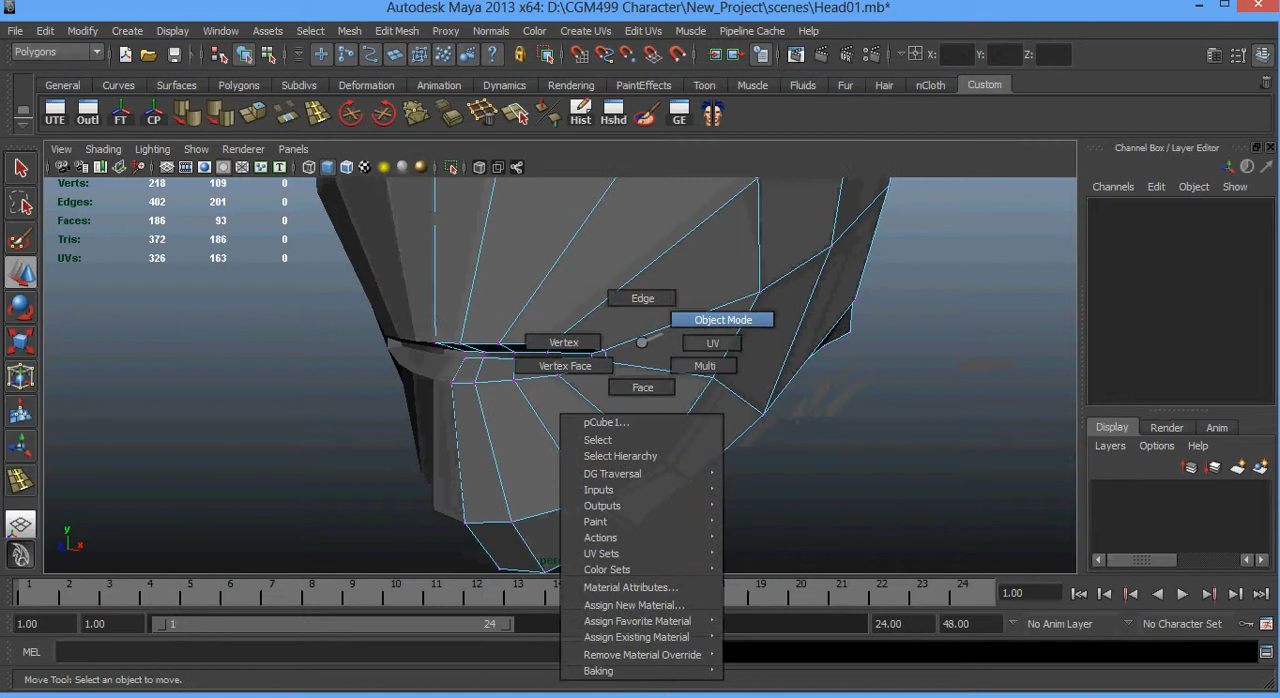 Autodesk Maya 2013 x64: D:\CGM499 Character\New_Project\scenes\Head01.mb*
File Edit Modify Create Display Window Assets Select Mesh Edit Mesh Proxy Normals Color Create UVs Edit UVs Muscle Pipeline Cache Help
Polygons X: Y: Z:
General Curves Surfaces Polygons Subdivs Deformation Animation Dynamics Rendering PaintEffects Toon Muscle Fluids Fur Hair nCloth Custom
UTE Outl FT CP Hist Hshd GE
View Shading Lighting Show Renderer Panels
Channel Box / Layer Editor
Channels Edit Object Show
Verts: 218 109 0
Edges: 402 201 0
Faces: 186 93 0
Tris: 372 186 0
UVs: 326 163 0
Edge
Object Mode
Vertex UV
Vertex Face Multi
Face
pCube1...
Select
Select Hierarchy
DG Traversal
Inputs
Outputs
Paint
Actions
UV Sets
Color Sets
Material Attributes...
Assign New Material...
Assign Favorite Material
Assign Existing Material
Remove Material Override
Baking
Display Render Anim
Layers Options Help
y
x
1 2 3 4 5 6 7 8 9 10 11 12 13 19 20 21 22 23 24 1.00
1.00 1.00 1 24 24.00 48.00 No Anim Layer No Character Set
MEL
Move Tool: Select an object to move.